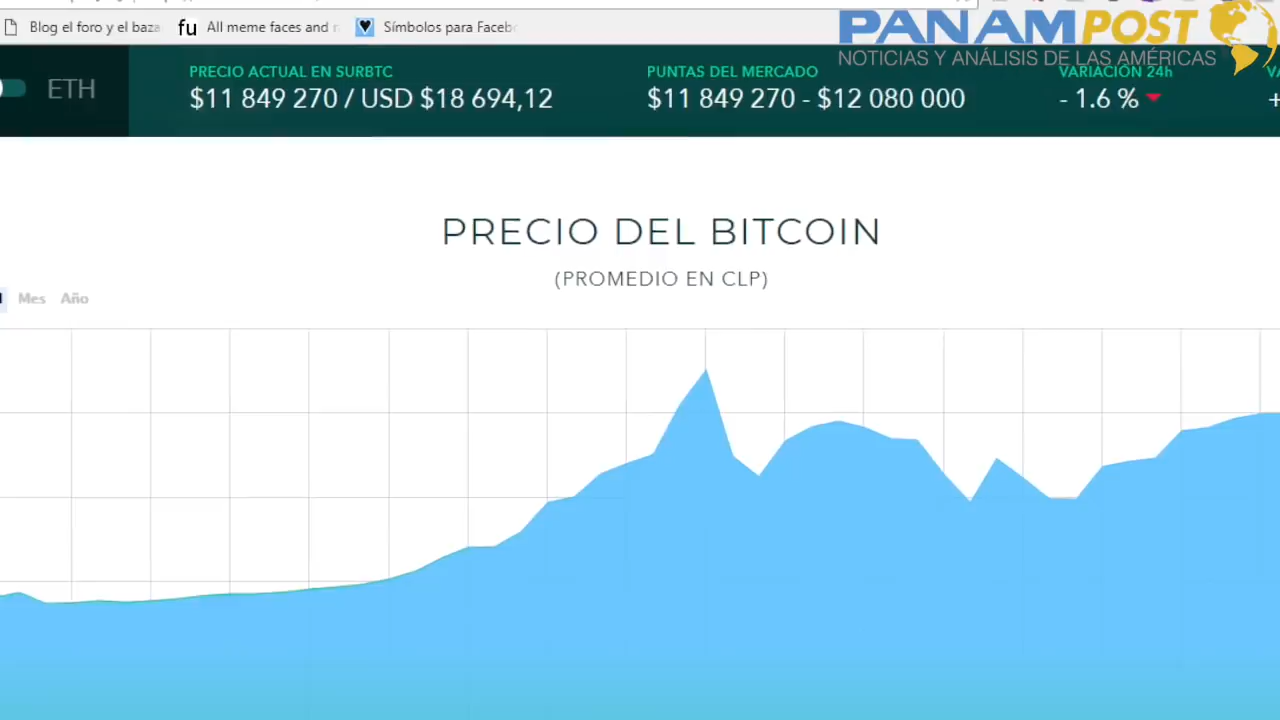 Blog el foro y el baza
fu All meme faces and r
Símbolos para Facebo
PANAMPOST
NOTICIAS Y ANÁLISIS DE LAS AMÉRICAS
ETH
PRECIO ACTUAL EN SURBTC
$11 849 270 / USD $18 694,12
PUNTAS DEL MERCADO
$11 849 270 - $12 080 000
VARIACIÓN 24h
- 1.6 %
VA
+
PRECIO DEL BITCOIN
(PROMEDIO EN CLP)
Mes Año